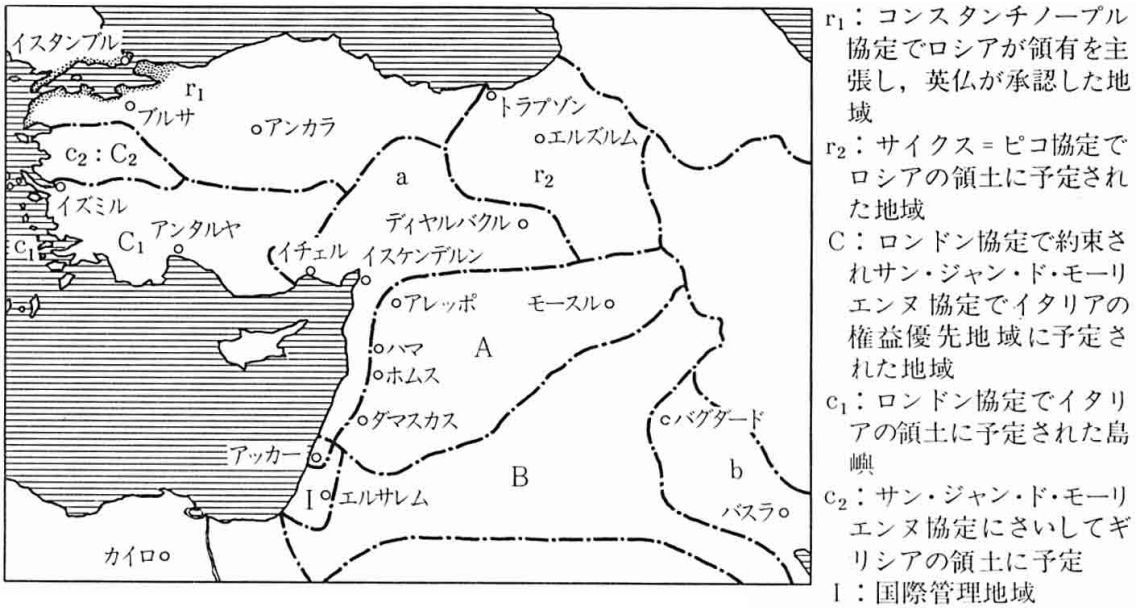 イスタンブル
r₁
ブルサ
アンカラ
トラプゾン
エルズルム
c₂:C₂
a
r₂
イズミル
ディヤルバクル
アンタルヤ
c₁
C₁
イチェル
イスケンデルン
アレッポ
モースル
ハマ
A
ホムス
ダマスカス
バグダード
アッカー
B
b
I
エルサレム
バスラ
カイロ
r₁:コンスタンチノープル
協定でロシアが領有を主
張し,英仏が承認した地
域
r₂:サイクス=ピコ協定で
ロシアの領土に予定され
た地域
C:ロンドン協定で約束さ
れサン・ジャン・ド・モーリ
エンヌ協定でイタリアの
権益優先地域に予定さ
れた地域
c₁:ロンドン協定でイタリ
アの領土に予定された島
嶼
c₂:サン・ジャン・ド・モーリ
エンヌ協定にさいしてギ
リシアの領土に予定
I:国際管理地域